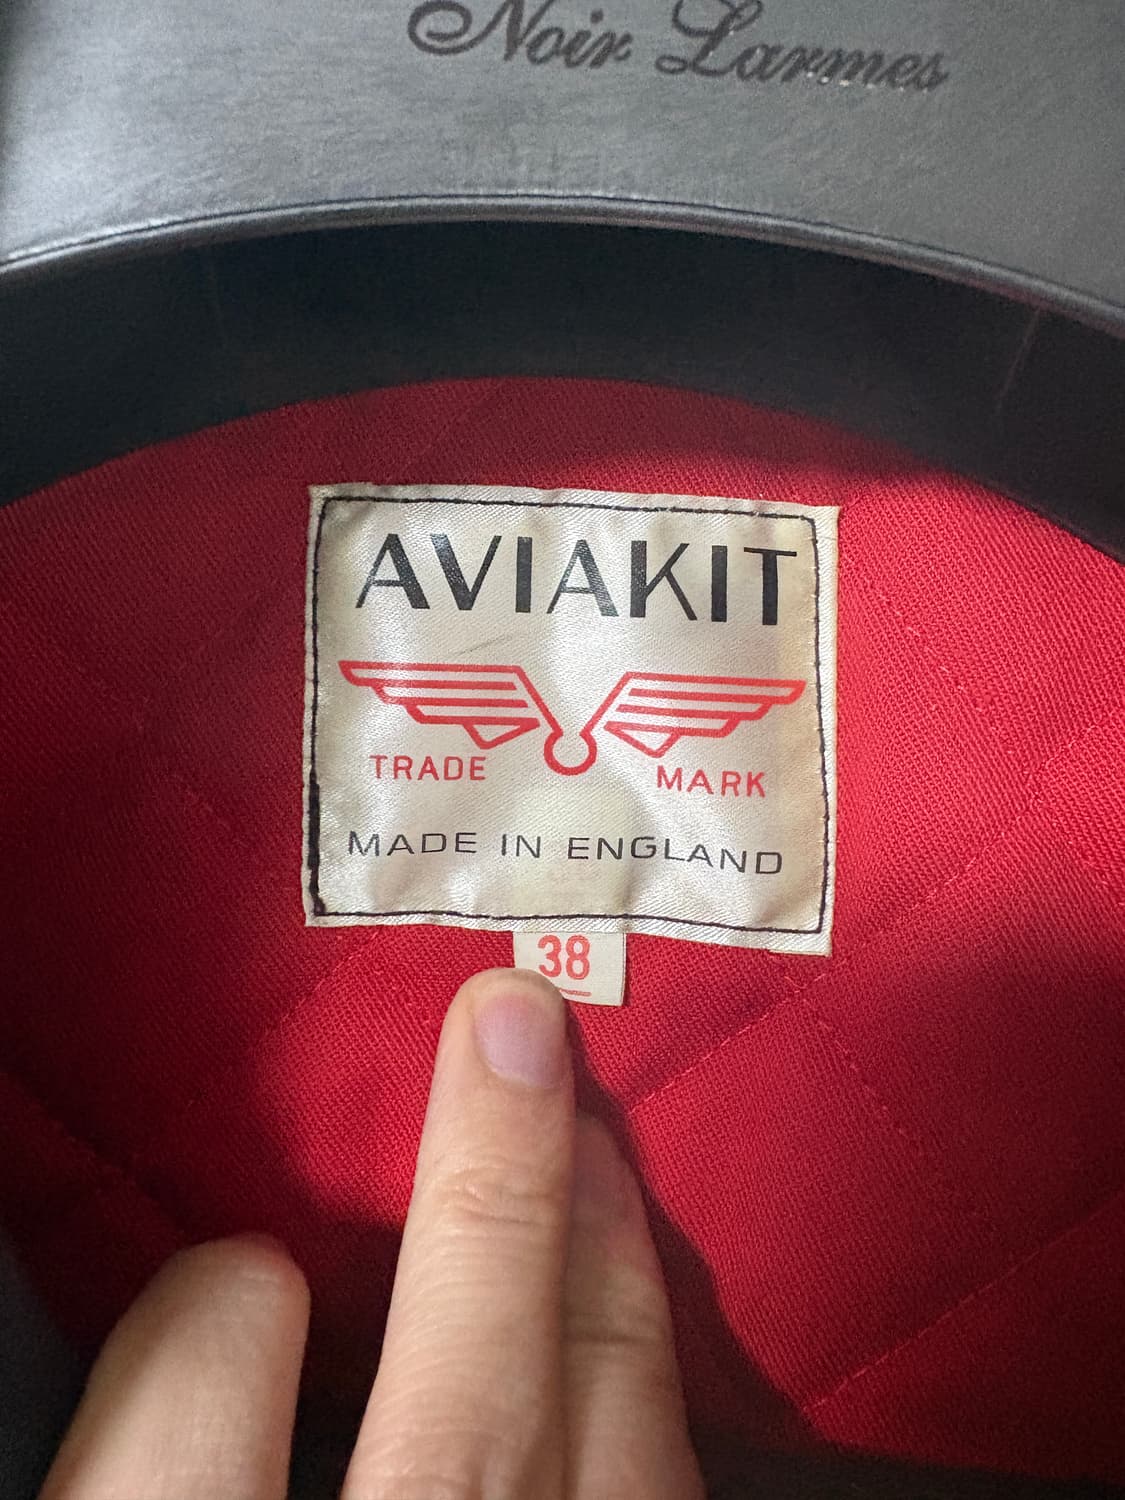 Noir Larmes
AVIAKIT
TRADE MARK
MADE IN ENGLAND
38